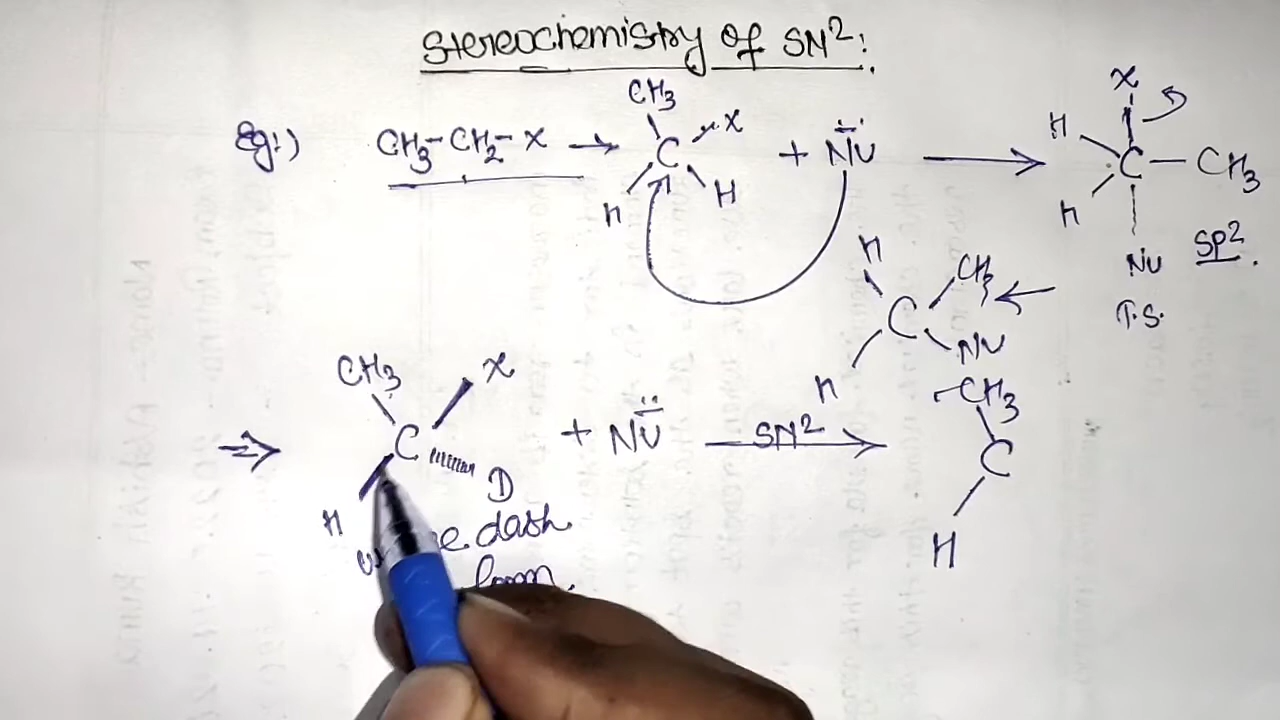 Stereochemistry of SN²:
Eg:) CH₃-CH₂-X → CH₃ C X H H + Nu → X H C CH₃ H Nu
SP².
T.S.
H CH₃ C Nu H
⇒ CH₃ X C D H + Nu SN² → CH₃ C H
dash